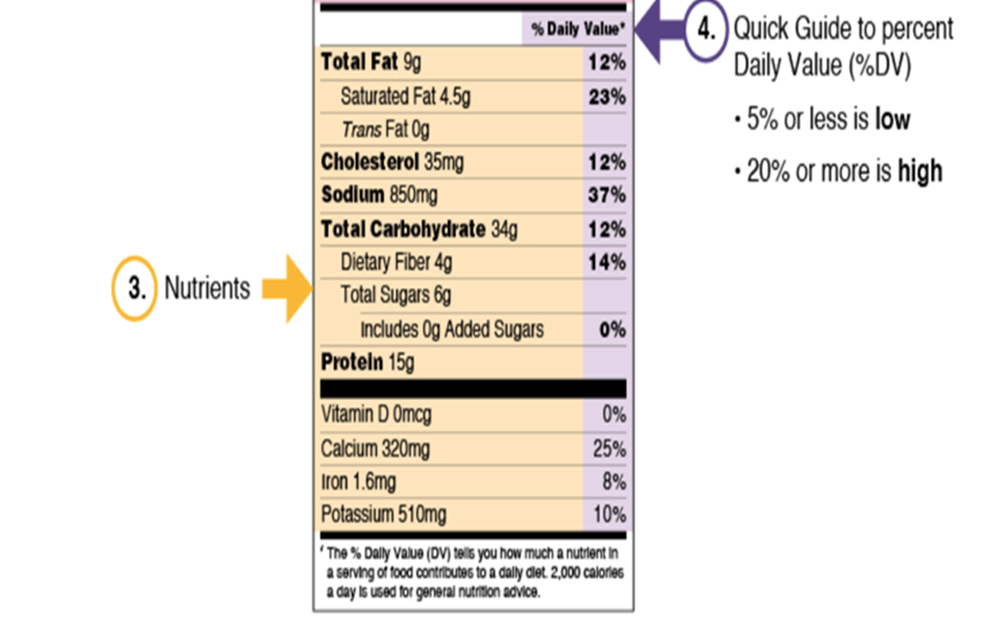 % Daily Value*
4. Quick Guide to percent
Daily Value (%DV)
• 5% or less is low
• 20% or more is high
Total Fat 9g 12%
Saturated Fat 4.5g 23%
Trans Fat 0g
Cholesterol 35mg 12%
Sodium 850mg 37%
Total Carbohydrate 34g 12%
Dietary Fiber 4g 14%
3. Nutrients
Total Sugars 6g
Includes 0g Added Sugars 0%
Protein 15g
Vitamin D 0mcg 0%
Calcium 320mg 25%
Iron 1.6mg 8%
Potassium 510mg 10%
* The % Daily Value (DV) tells you how much a nutrient in
a serving of food contributes to a daily diet. 2,000 calories
a day is used for general nutrition advice.